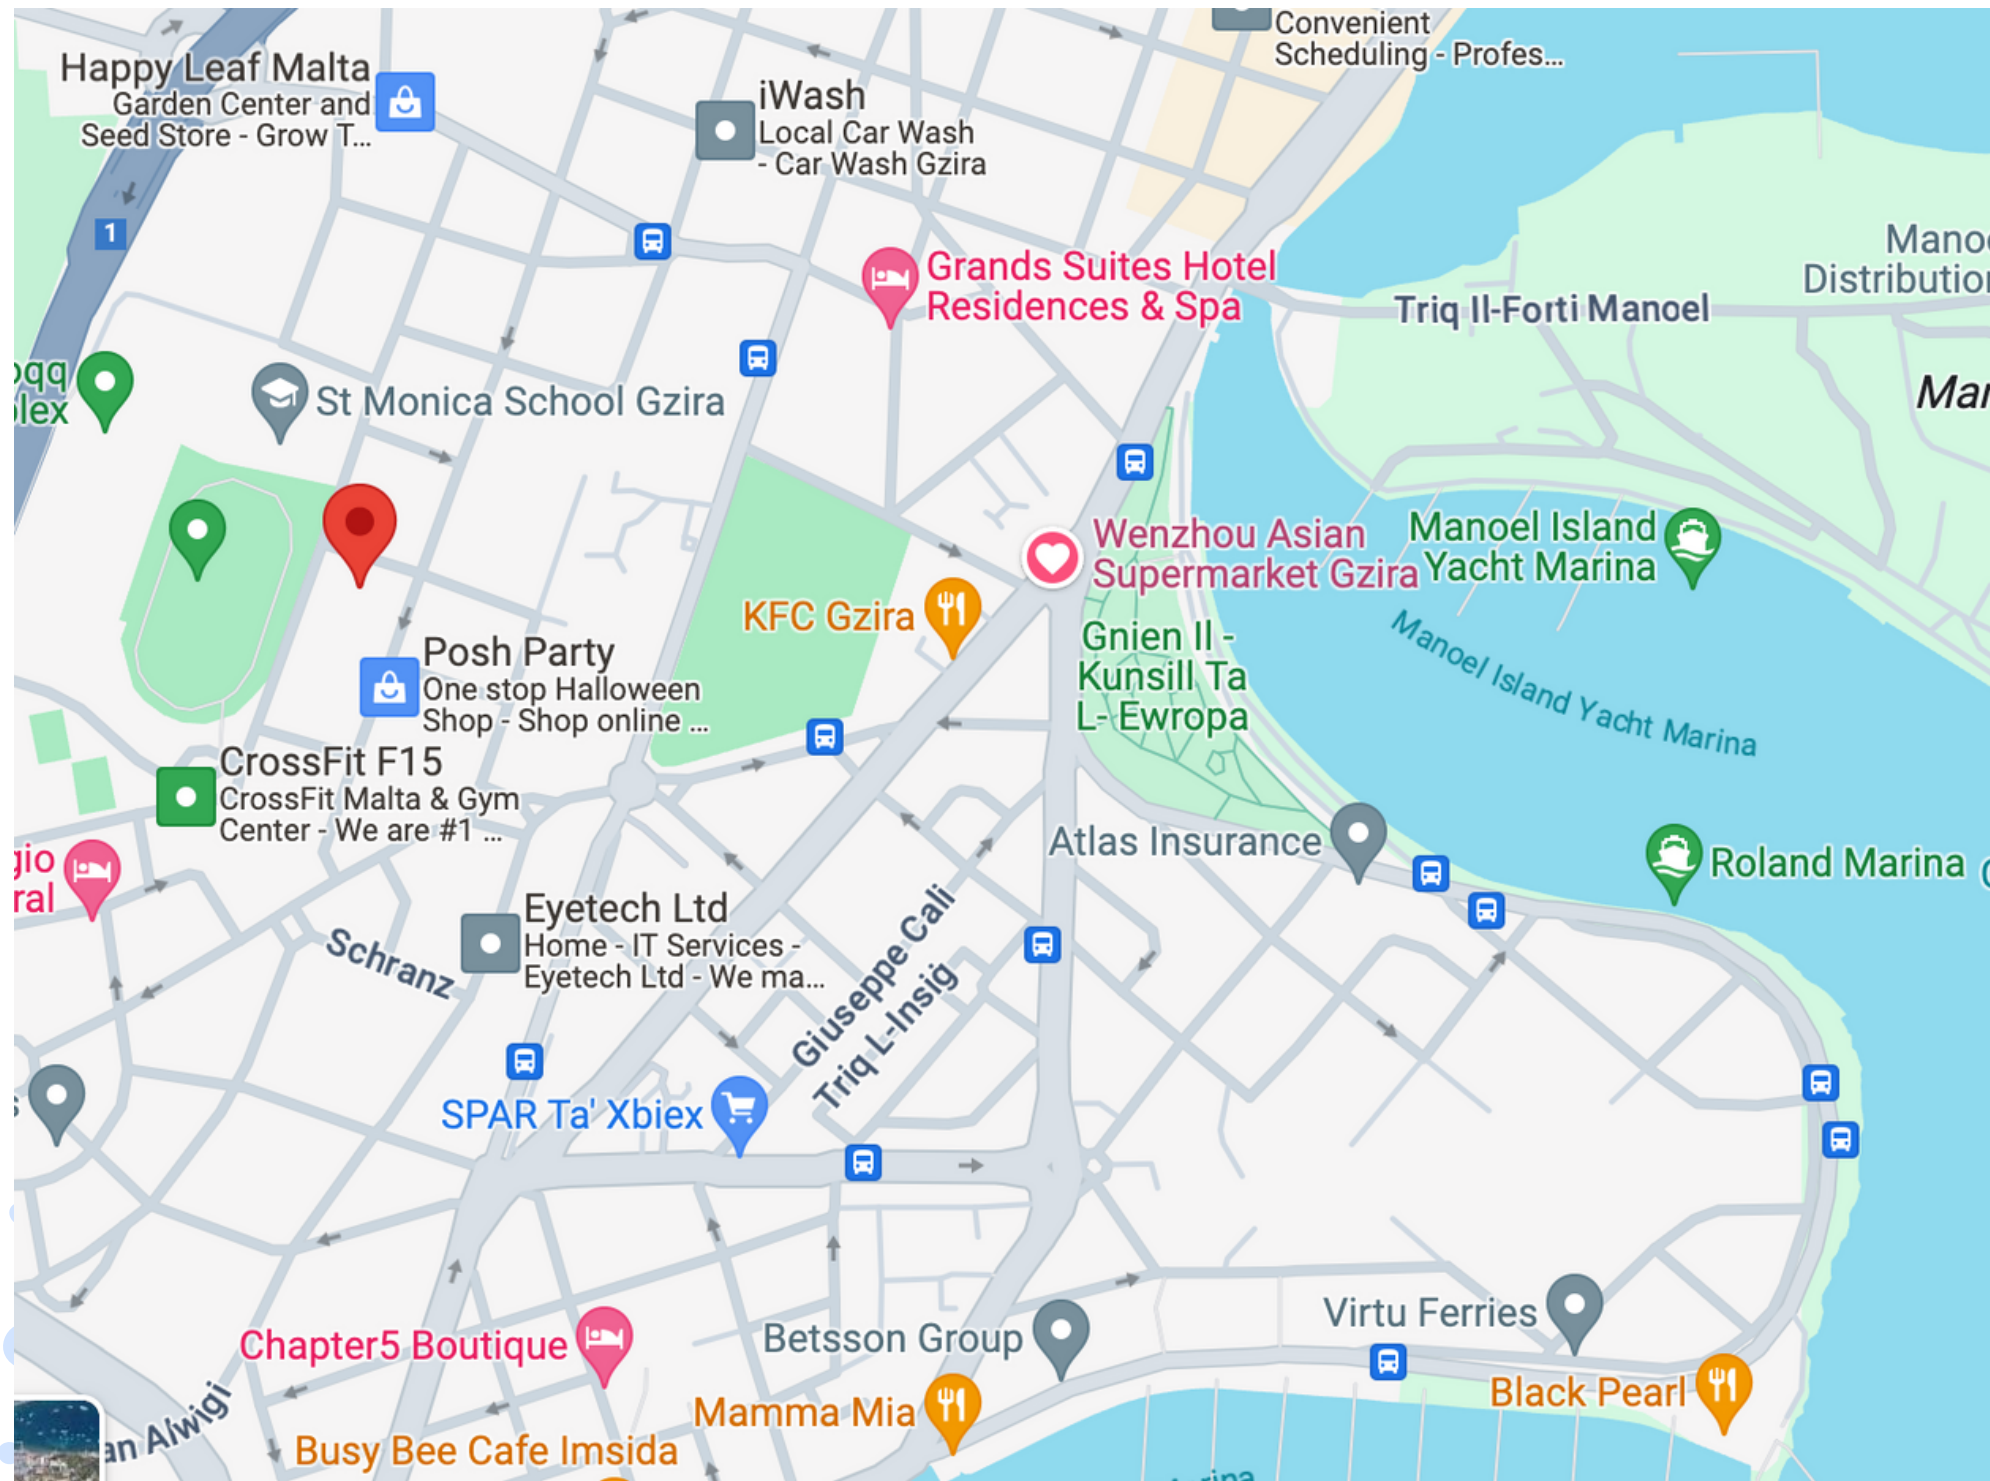 Convenient
Scheduling - Profes...
Happy Leaf Malta
Garden Center and
Seed Store - Grow T...
iWash
Local Car Wash
- Car Wash Gzira
1
Grands Suites Hotel
Residences & Spa
Triq Il-Forti Manoel
Distribution
St Monica School Gzira
Wenzhou Asian
Supermarket Gzira
Manoel Island
Yacht Marina
KFC Gzira
Gnien Il -
Kunsill Ta
L- Ewropa
Manoel Island Yacht Marina
Posh Party
One stop Halloween
Shop - Shop online ...
CrossFit F15
CrossFit Malta & Gym
Center - We are #1 ...
Atlas Insurance
Roland Marina
Eyetech Ltd
Home - IT Services -
Eyetech Ltd - We ma...
Schranz
Giuseppe Cali
Triq L-Insiġ
SPAR Ta' Xbiex
Virtu Ferries
Betsson Group
Chapter5 Boutique
Mamma Mia
Black Pearl
an Alwigi
Busy Bee Cafe Imsida